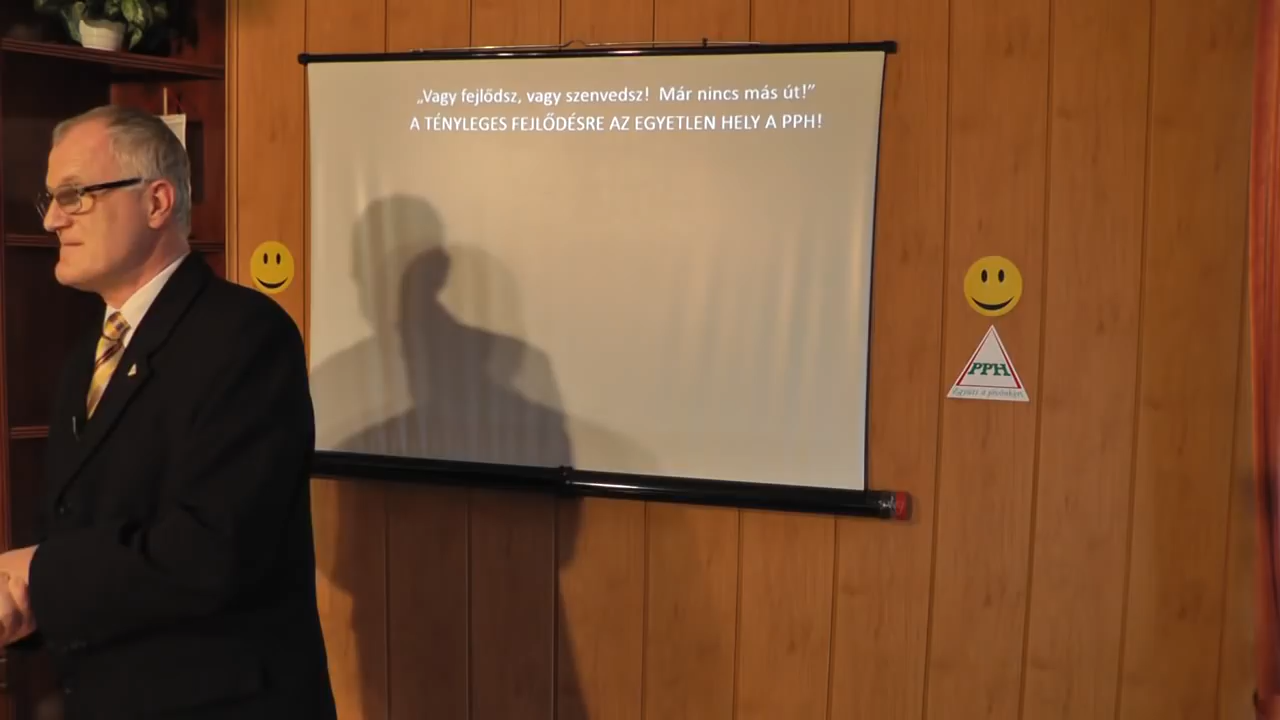 „Vagy fejlődsz, vagy szenvedsz! Már nincs más út!”
A TÉNYLEGES FEJLŐDÉSRE AZ EGYETLEN HELY A PPH!
PPH